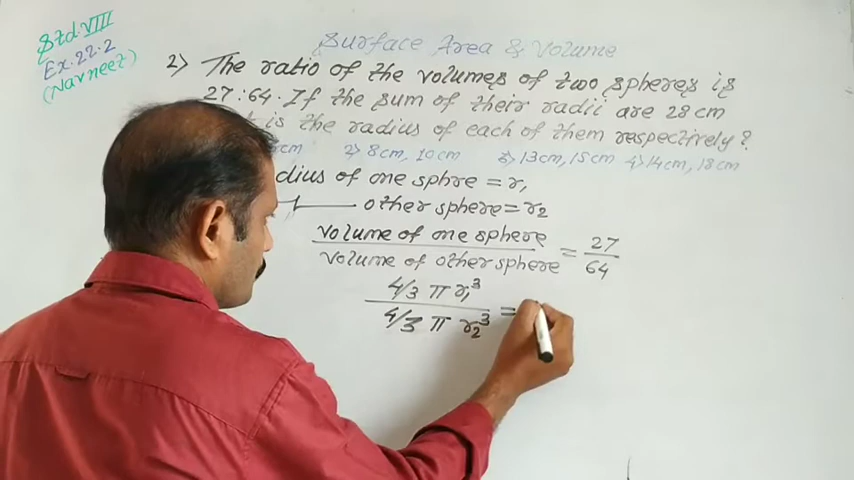 Surface Area & Volume
Std. VIII
Ex. 22.2
(Navneet)
2) The ratio of the volumes of two spheres is
27:64. If the sum of their radii are 28 cm
is the radius of each of them respectively?
cm 2) 8cm, 10cm 3) 13cm, 15cm 4) 14cm, 18cm
of one sphre = r₁
other sphere = r₂
volume of one sphere / volume of other sphere = 27/64
4/3 π r₁³ / 4/3 π r₂³ =